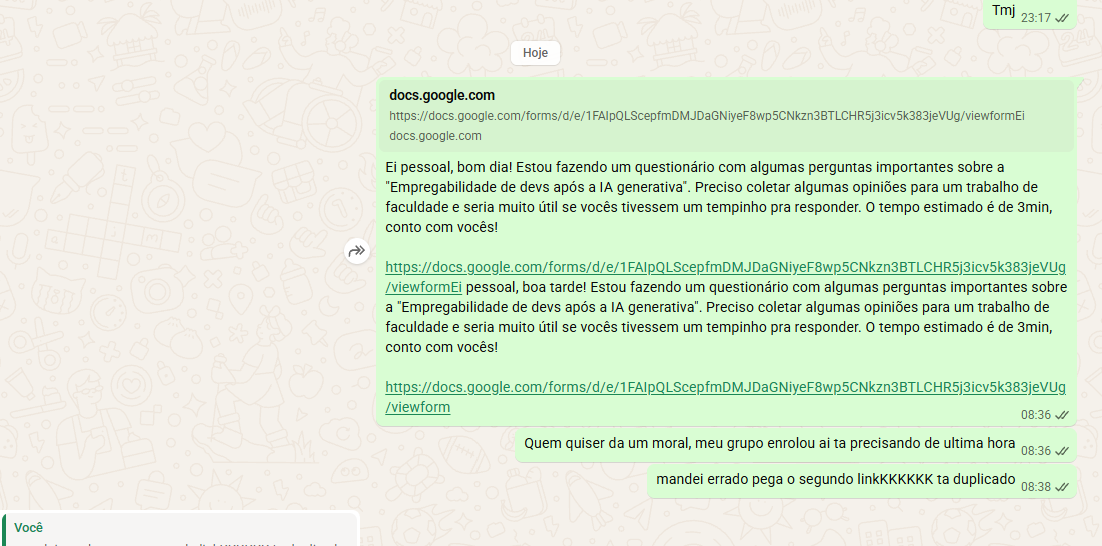 Tmj 23:17
Hoje
docs.google.com
https://docs.google.com/forms/d/e/1FAIpQLScepfmDMJDaGNiyeF8wp5CNkzn3BTLCHR5j3icv5k383jeVUg/viewformEi
docs.google.com
Ei pessoal, bom dia! Estou fazendo um questionário com algumas perguntas importantes sobre a
"Empregabilidade de devs após a IA generativa". Preciso coletar algumas opiniões para um trabalho de
faculdade e seria muito útil se vocês tivessem um tempinho pra responder. O tempo estimado é de 3min,
conto com vocês!
https://docs.google.com/forms/d/e/1FAIpQLScepfmDMJDaGNiyeF8wp5CNkzn3BTLCHR5j3icv5k383jeVUg
/viewformEi pessoal, boa tarde! Estou fazendo um questionário com algumas perguntas importantes sobre
a "Empregabilidade de devs após a IA generativa". Preciso coletar algumas opiniões para um trabalho de
faculdade e seria muito útil se vocês tivessem um tempinho pra responder. O tempo estimado é de 3min,
conto com vocês!
https://docs.google.com/forms/d/e/1FAIpQLScepfmDMJDaGNiyeF8wp5CNkzn3BTLCHR5j3icv5k383jeVUg
/viewform 08:36
Quem quiser da um moral, meu grupo enrolou ai ta precisando de ultima hora 08:36
mandei errado pega o segundo linkKKKKKK ta duplicado 08:38
Você